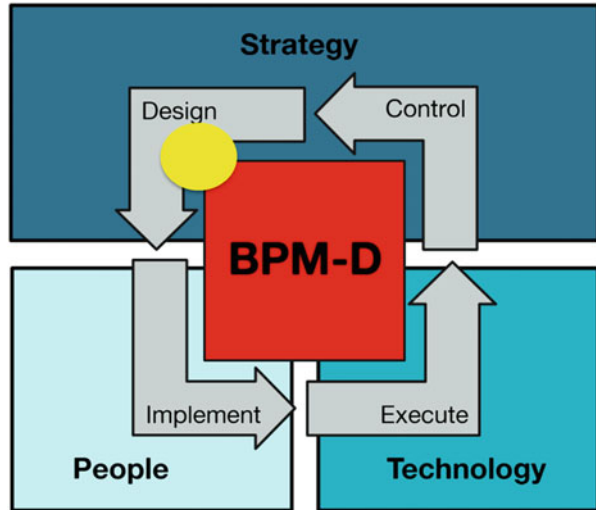 Strategy
Design
Control
BPM-D
Implement
Execute
People
Technology